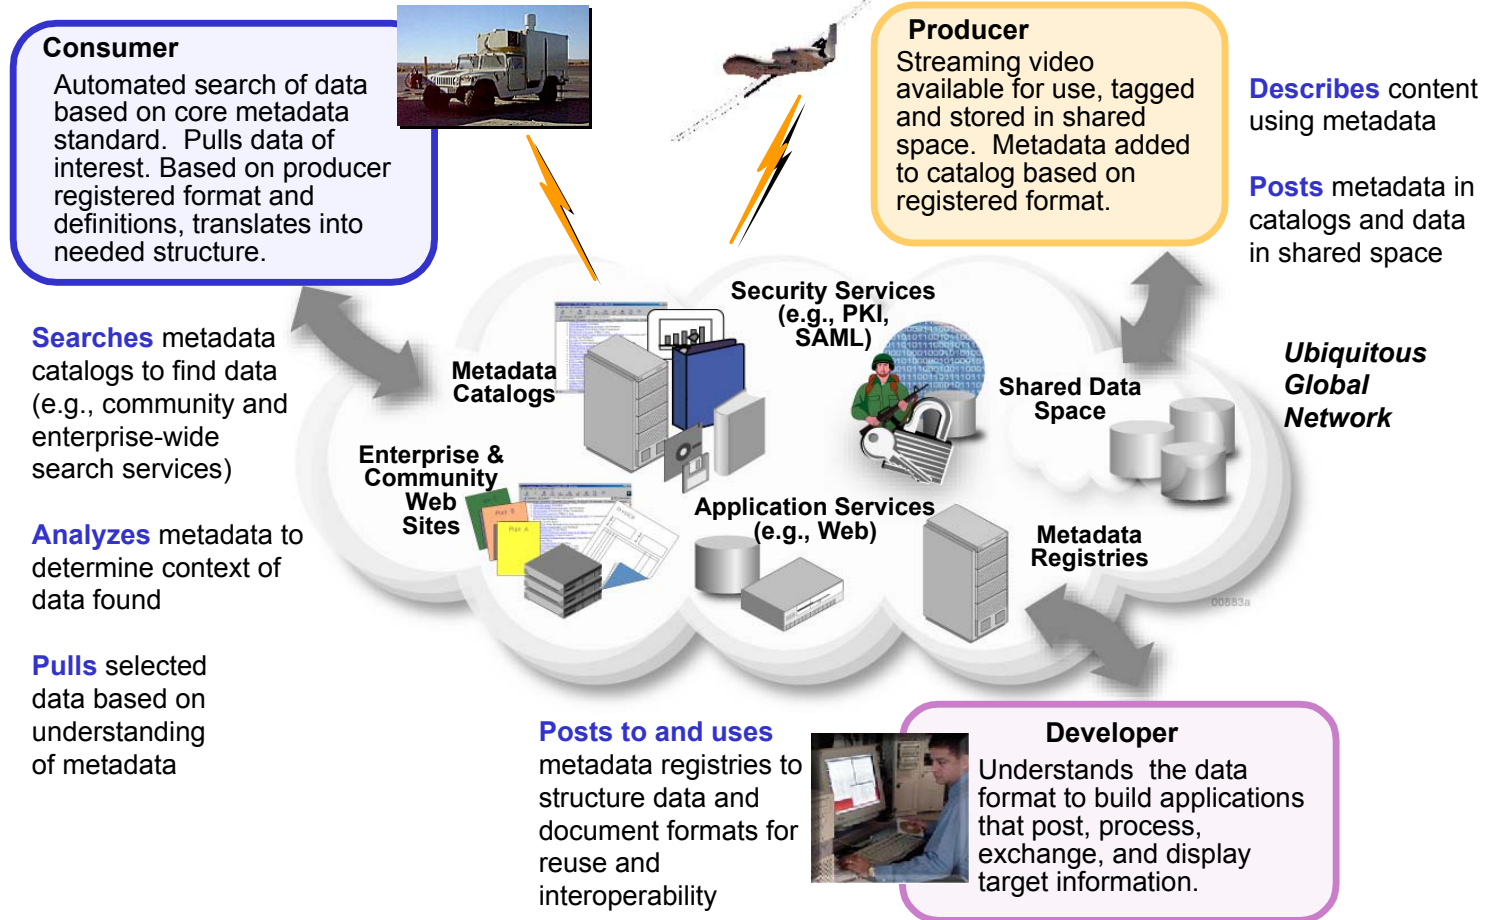 Consumer
Automated search of data
based on core metadata
standard.  Pulls data of
interest. Based on producer
registered format and
definitions, translates into
needed structure.
Producer
Streaming video
available for use, tagged
and stored in shared
space.  Metadata added
to catalog based on
registered format.
Describes content
using metadata
Posts metadata in
catalogs and data
in shared space
Searches metadata
catalogs to find data
(e.g., community and
enterprise-wide
search services)
Analyzes metadata to
determine context of
data found
Pulls selected
data based on
understanding
of metadata
Metadata
Catalogs
Security Services
(e.g., PKI,
SAML)
Shared Data
Space
Ubiquitous
Global
Network
Enterprise &
Community
Web
Sites
Application Services
(e.g., Web)
Metadata
Registries
00883a
Posts to and uses
metadata registries to
structure data and
document formats for
reuse and
interoperability
Developer
Understands  the data
format to build applications
that post, process,
exchange, and display
target information.